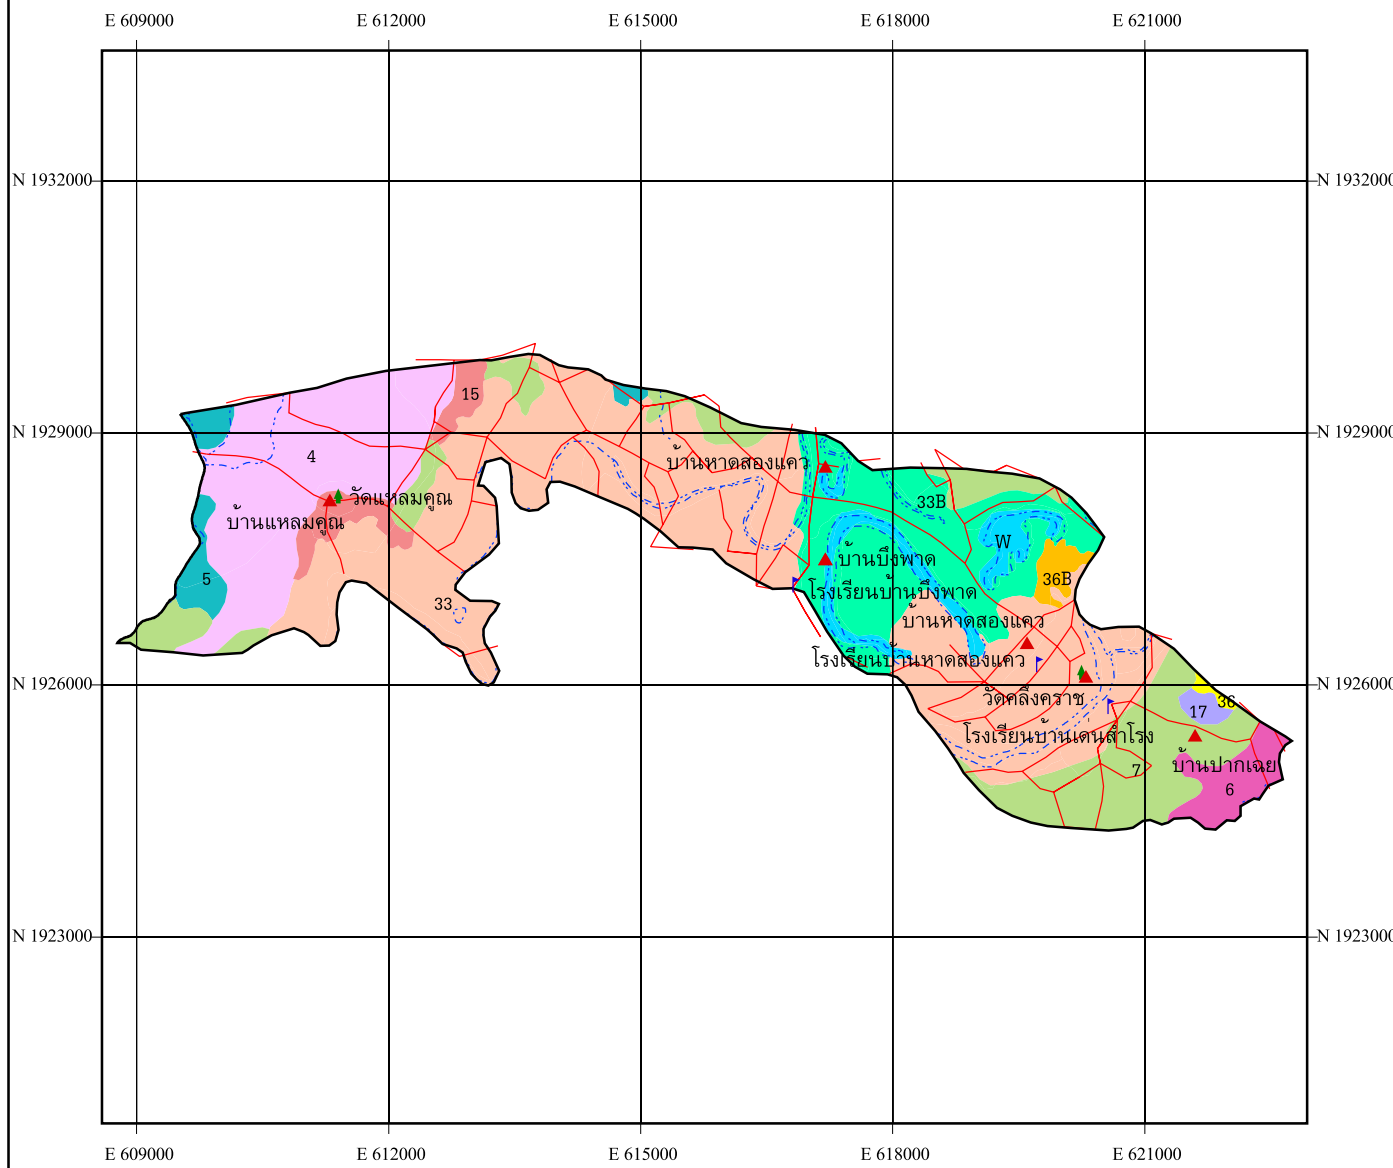 E 609000 E 612000 E 615000 E 618000 E 621000
N 1932000 N 1932000
15
N 1929000 N 1929000
4 บ้านหาดสองแคว
วัดแหลมคูณ 33B
บ้านแหลมคูณ
W
บ้านบึงพาด
5 36B
โรงเรียนบ้านบึงพาด
33
บ้านหาดสองแคว
โรงเรียนบ้านหาดสองแคว
N 1926000 N 1926000
วัดคลึงคราช 36
17
โรงเรียนบ้านเดนสำโรง
บ้านปากเฉย
7
6
N 1923000 N 1923000
E 609000 E 612000 E 615000 E 618000 E 621000